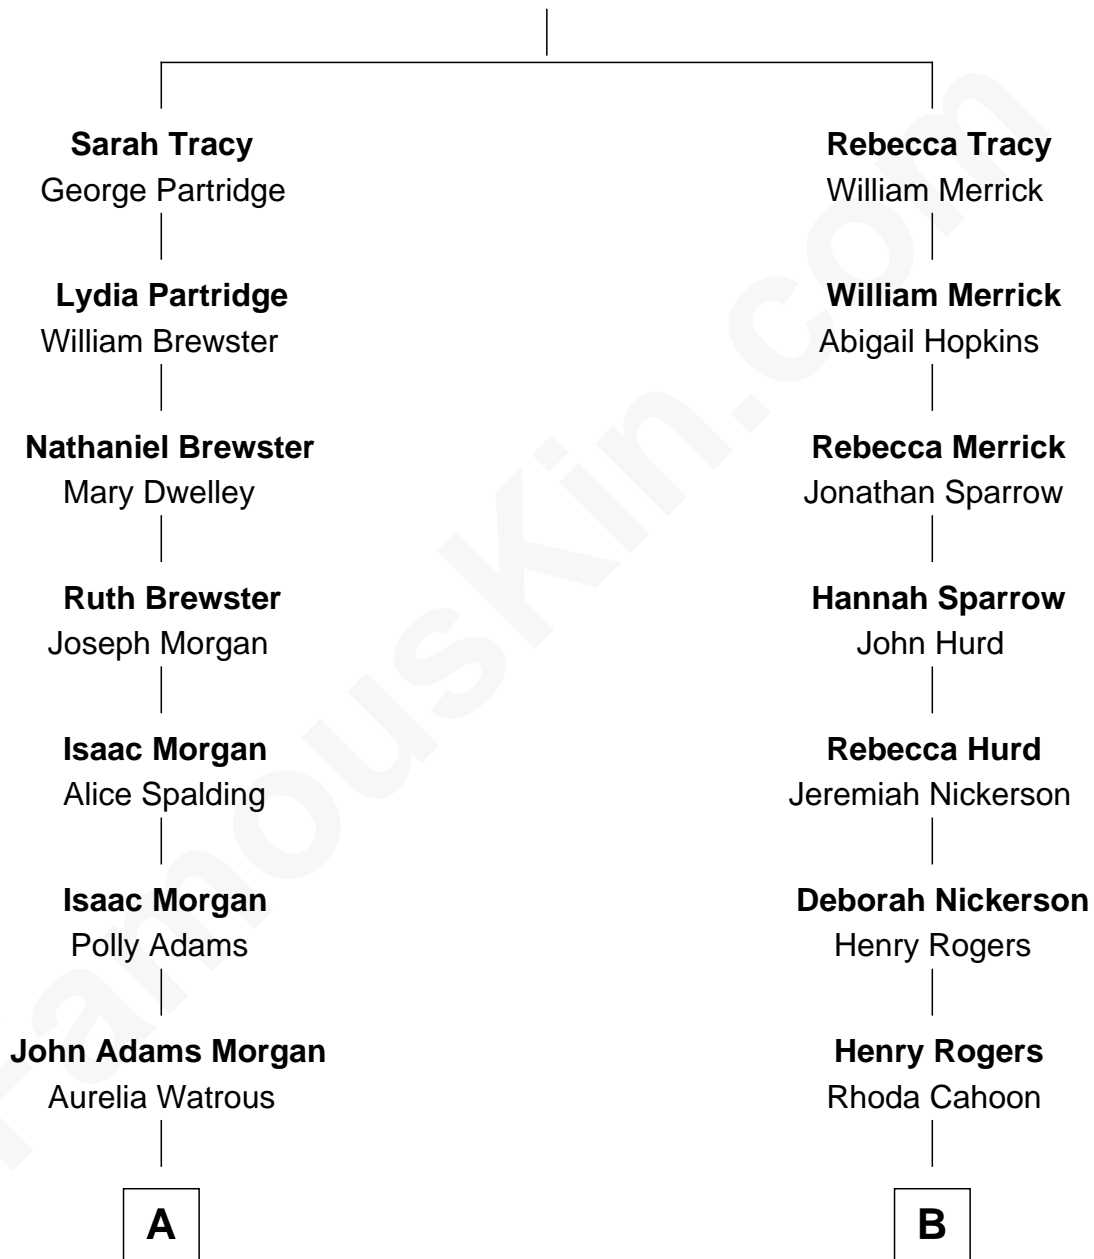 Sarah Tracy
George Partridge
Lydia Partridge
William Brewster
Nathaniel Brewster
Mary Dwelley
Ruth Brewster
Joseph Morgan
Isaac Morgan
Alice Spalding
Isaac Morgan
Polly Adams
John Adams Morgan
Aurelia Watrous
A
Rebecca Tracy
William Merrick
William Merrick
Abigail Hopkins
Rebecca Merrick
Jonathan Sparrow
Hannah Sparrow
John Hurd
Rebecca Hurd
Jeremiah Nickerson
Deborah Nickerson
Henry Rogers
Henry Rogers
Rhoda Cahoon
B
FamousKin.com